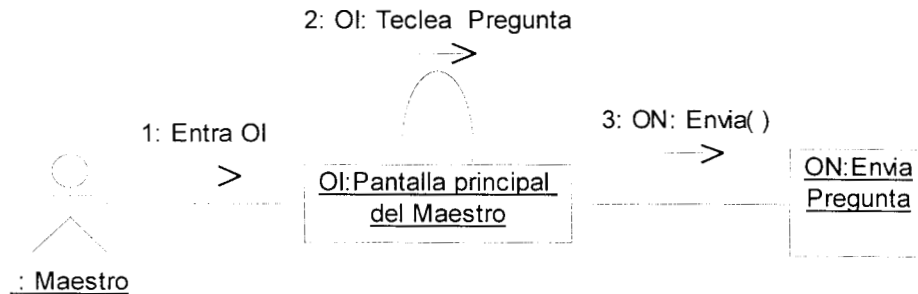 2: OI: Teclea Pregunta
1: Entra OI
3: ON: Envia( )
OI:Pantalla principal
del Maestro
ON:Envia
Pregunta
: Maestro